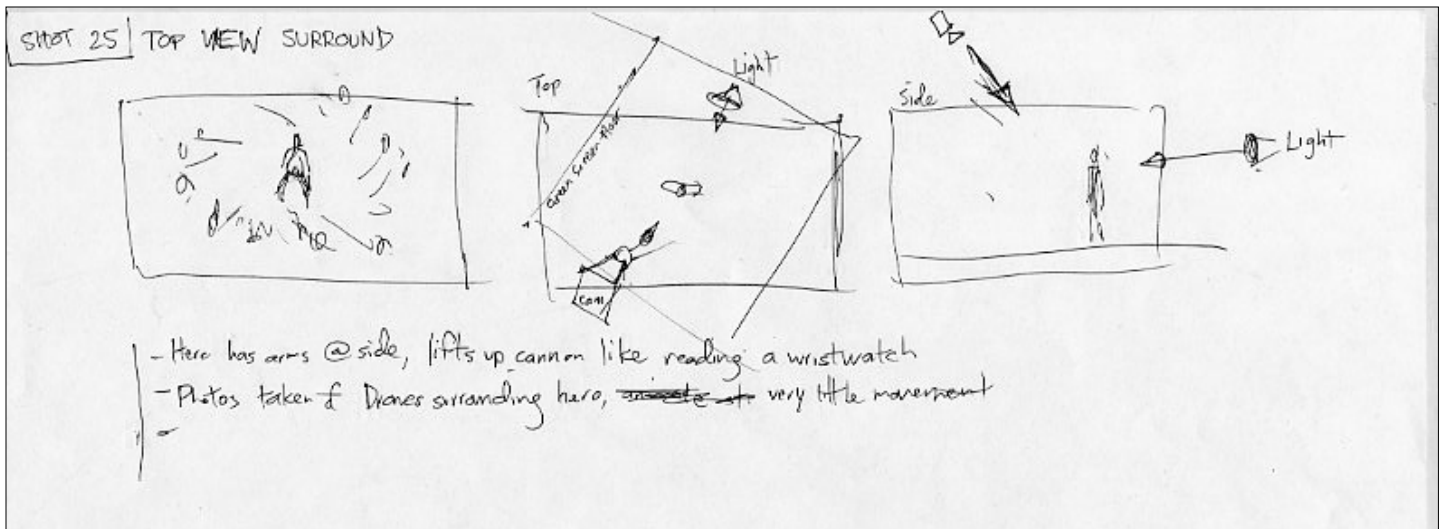 SHOT 25 TOP VIEW SURROUND
Top
Light
Green Screen floor
Cam
Side
Light
- Hero has arms @ side, lifts up cannon like reading a wristwatch
- Photos taken of Drones surrounding hero, very little movement
-